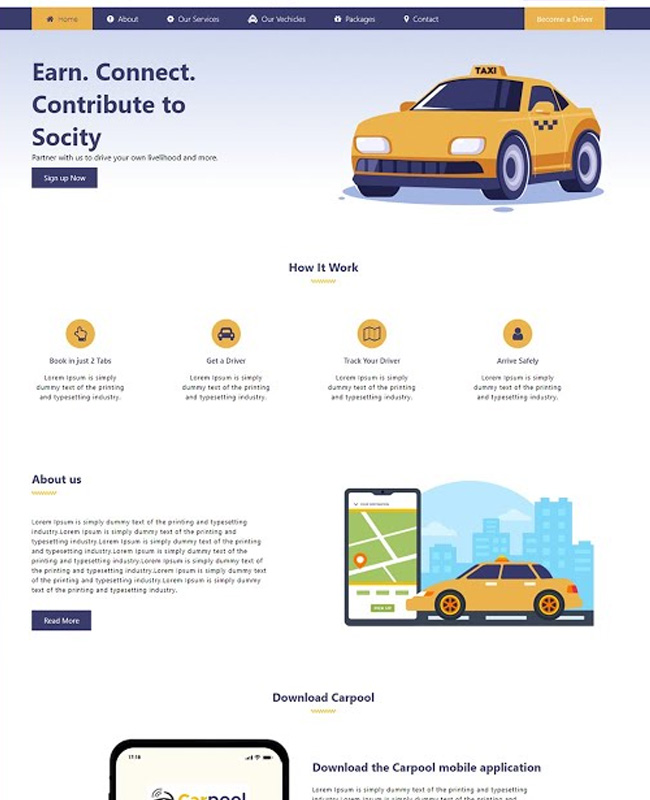 Home About Our Services Our Vechicles Packages Contact Become a Driver
Earn. Connect.
Contribute to
Socity
Partner with us to drive your own livelihood and more.
Sign up Now
TAXI
How It Work
Book in just 2 Tabs
Lorem Ipsum is simply
dummy text of the printing
and typesetting industry.
Get a Driver
Lorem Ipsum is simply
dummy text of the printing
and typesetting industry.
Track Your Driver
Lorem Ipsum is simply
dummy text of the printing
and typesetting industry.
Arrive Safely
Lorem Ipsum is simply
dummy text of the printing
and typesetting industry.
About us
Lorem Ipsum is simply dummy text of the printing and typesetting
industry.Lorem Ipsum is simply dummy text of the printing and
typesetting industry.Lorem Ipsum is simply dummy text of the printing
and typesetting industry.Lorem Ipsum is simply dummy text of the
printing and typesetting industry.Lorem Ipsum is simply dummy text of
the printing and typesetting industry.Lorem Ipsum is simply dummy text
of the printing and typesetting industry.Lorem Ipsum is simply dummy
text of the printing and typesetting industry.
Read More
SIGN UP
Download Carpool
17:18
Carpool
Download the Carpool mobile application
Lorem Ipsum is simply dummy text of the printing and typesetting